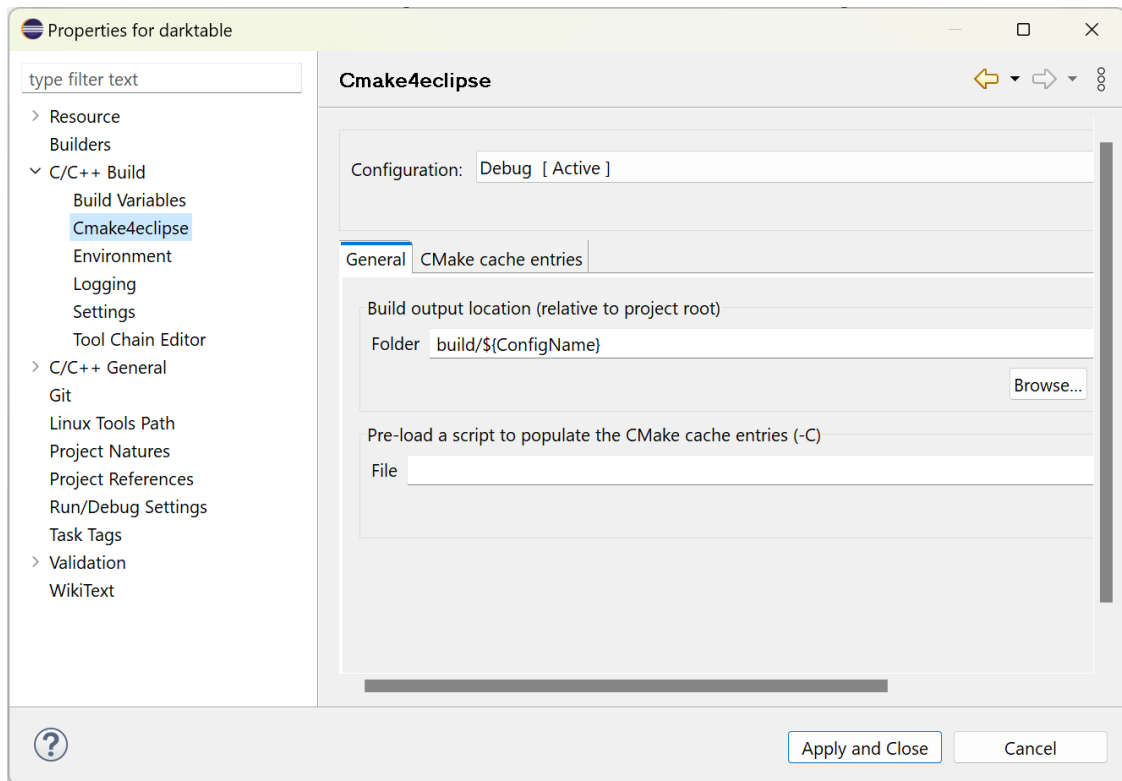 Properties for darktable
type filter text
Resource
Builders
C/C++ Build
Build Variables
Cmake4eclipse
Environment
Logging
Settings
Tool Chain Editor
C/C++ General
Git
Linux Tools Path
Project Natures
Project References
Run/Debug Settings
Task Tags
Validation
WikiText
Cmake4eclipse
Configuration: Debug [ Active ]
General CMake cache entries
Build output location (relative to project root)
Folder build/${ConfigName}
Browse...
Pre-load a script to populate the CMake cache entries (-C)
File
? Apply and Close Cancel